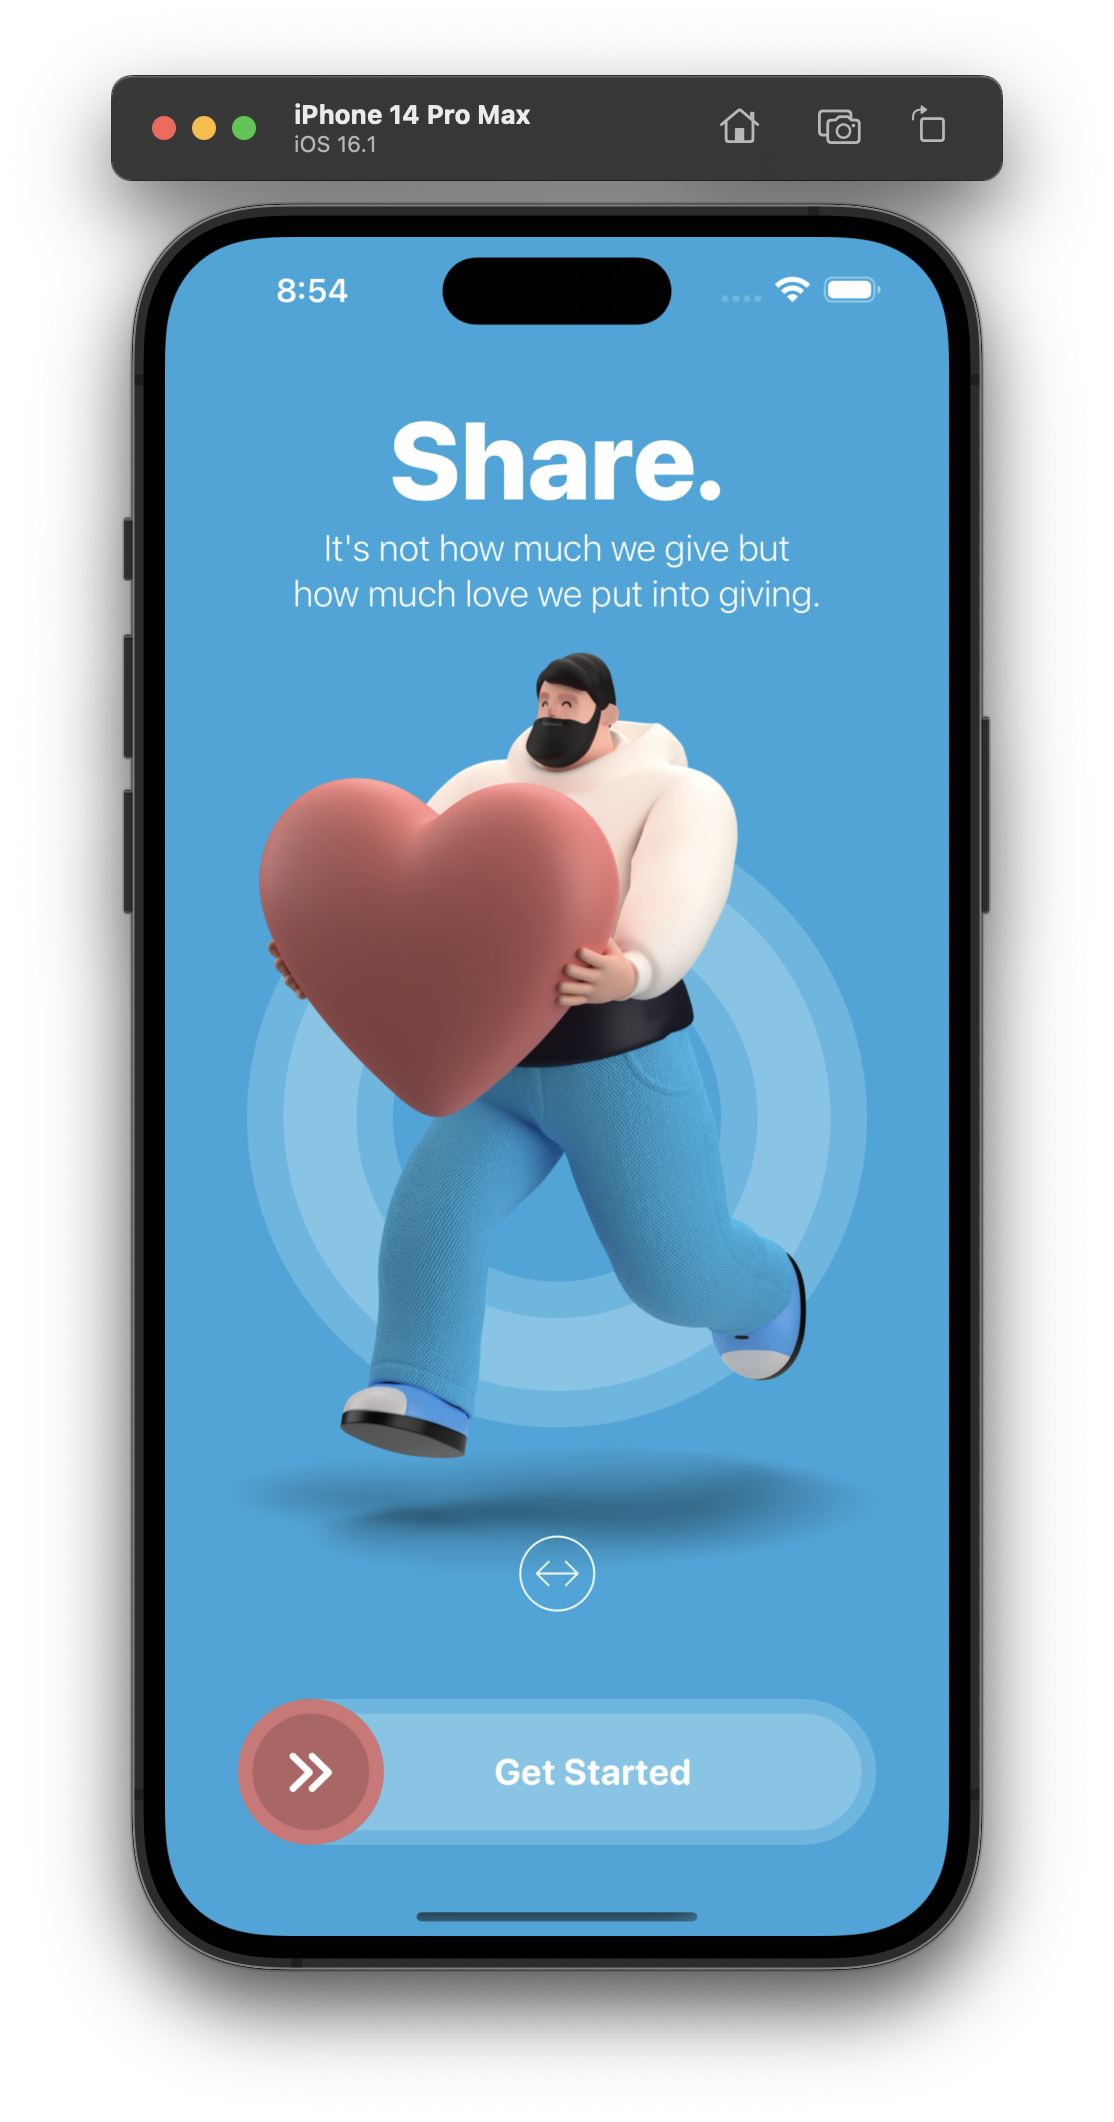 iPhone 14 Pro Max
iOS 16.1
8:54
Share.
It's not how much we give but
how much love we put into giving.
Get Started